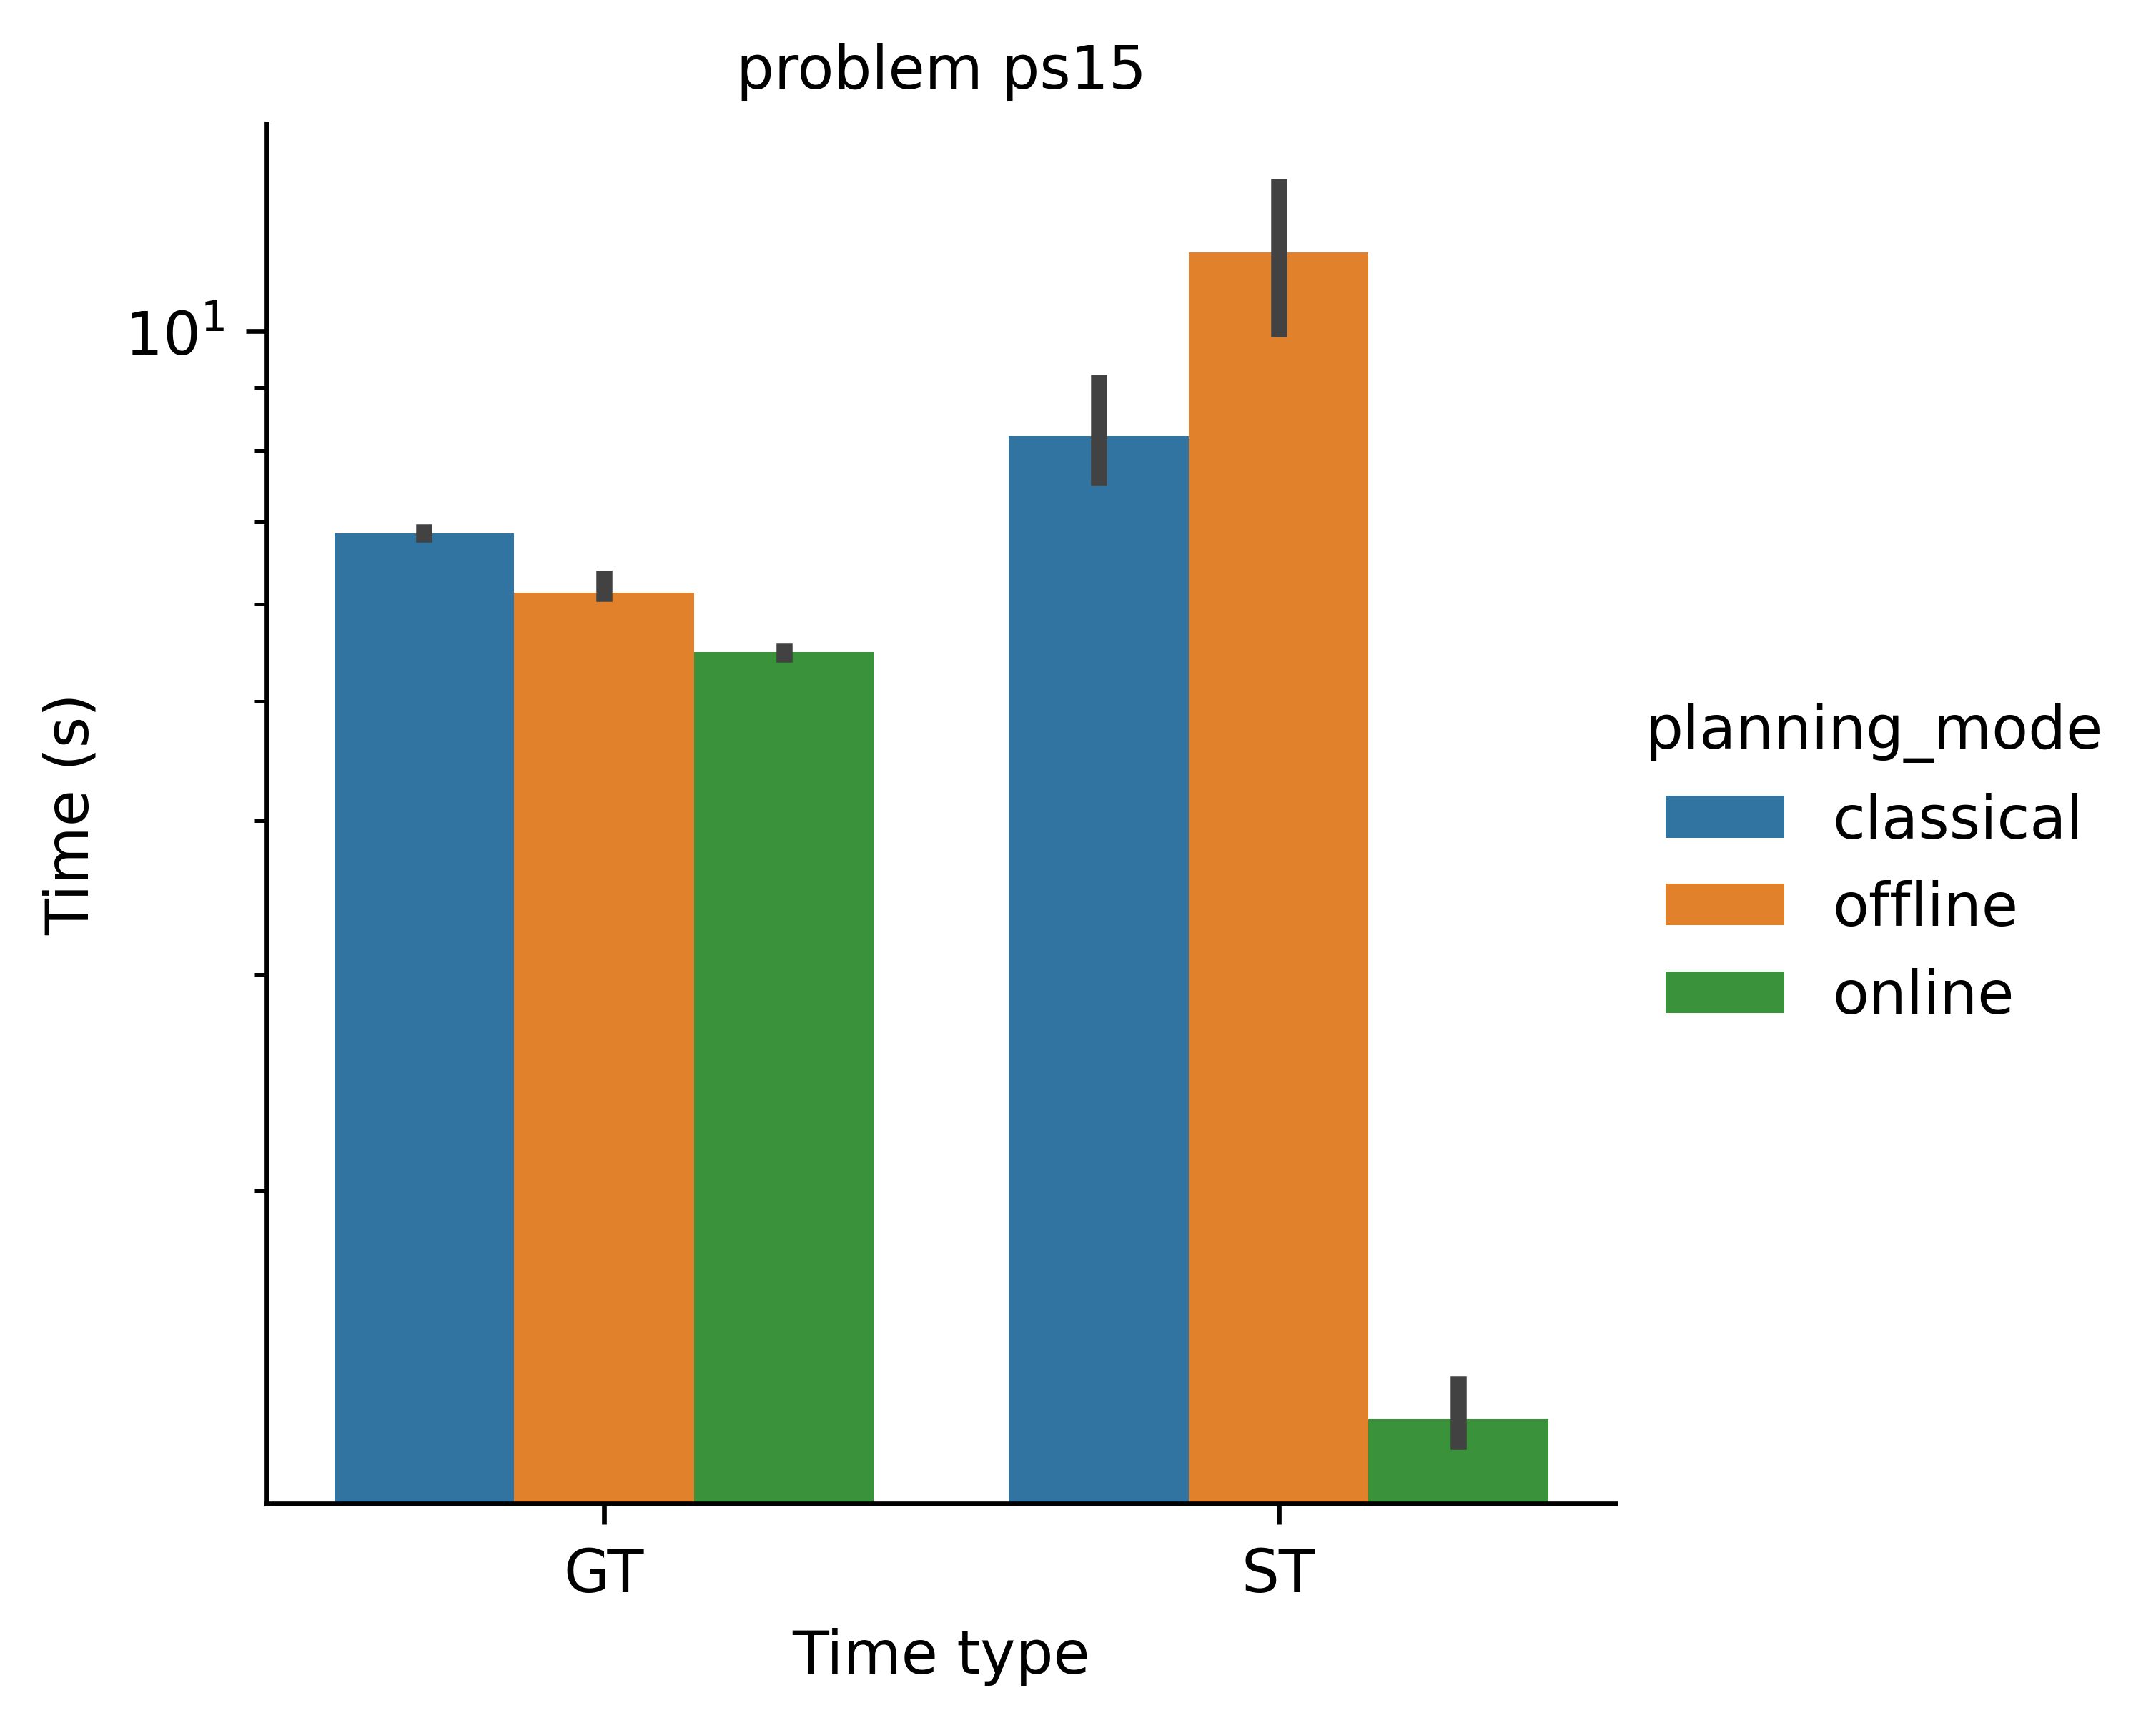 problem ps15
10¹
Time (s)
GT
ST
Time type
planning_mode
classical
offline
online